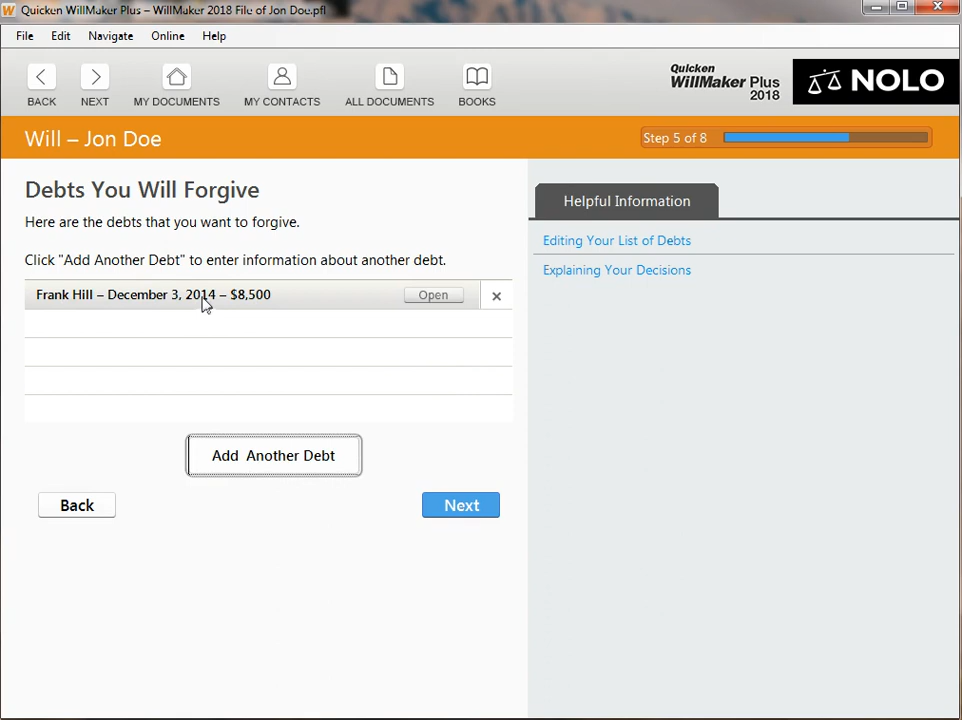 Quicken WillMaker Plus – WillMaker 2018 File of Jon Doe.pfl
File Edit Navigate Online Help
BACK NEXT MY DOCUMENTS MY CONTACTS ALL DOCUMENTS BOOKS
Quicken
WillMaker Plus
2018
NOLO
Will – Jon Doe
Step 5 of 8
Debts You Will Forgive
Here are the debts that you want to forgive.
Click "Add Another Debt" to enter information about another debt.
Frank Hill – December 3, 2014 – $8,500 Open
Add Another Debt
Back Next
Helpful Information
Editing Your List of Debts
Explaining Your Decisions